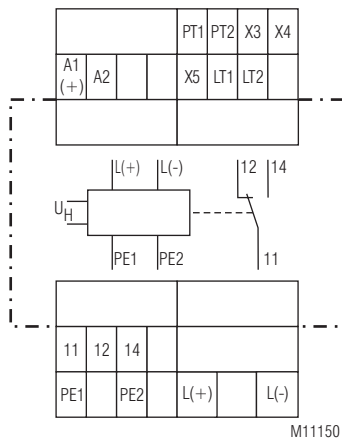 PT1 PT2 X3 X4
A1 (+) A2 X5 LT1 LT2
L(+) L(-) 12 14
UH
PE1 PE2 11
11 12 14
PE1 PE2 L(+) L(-)
M11150